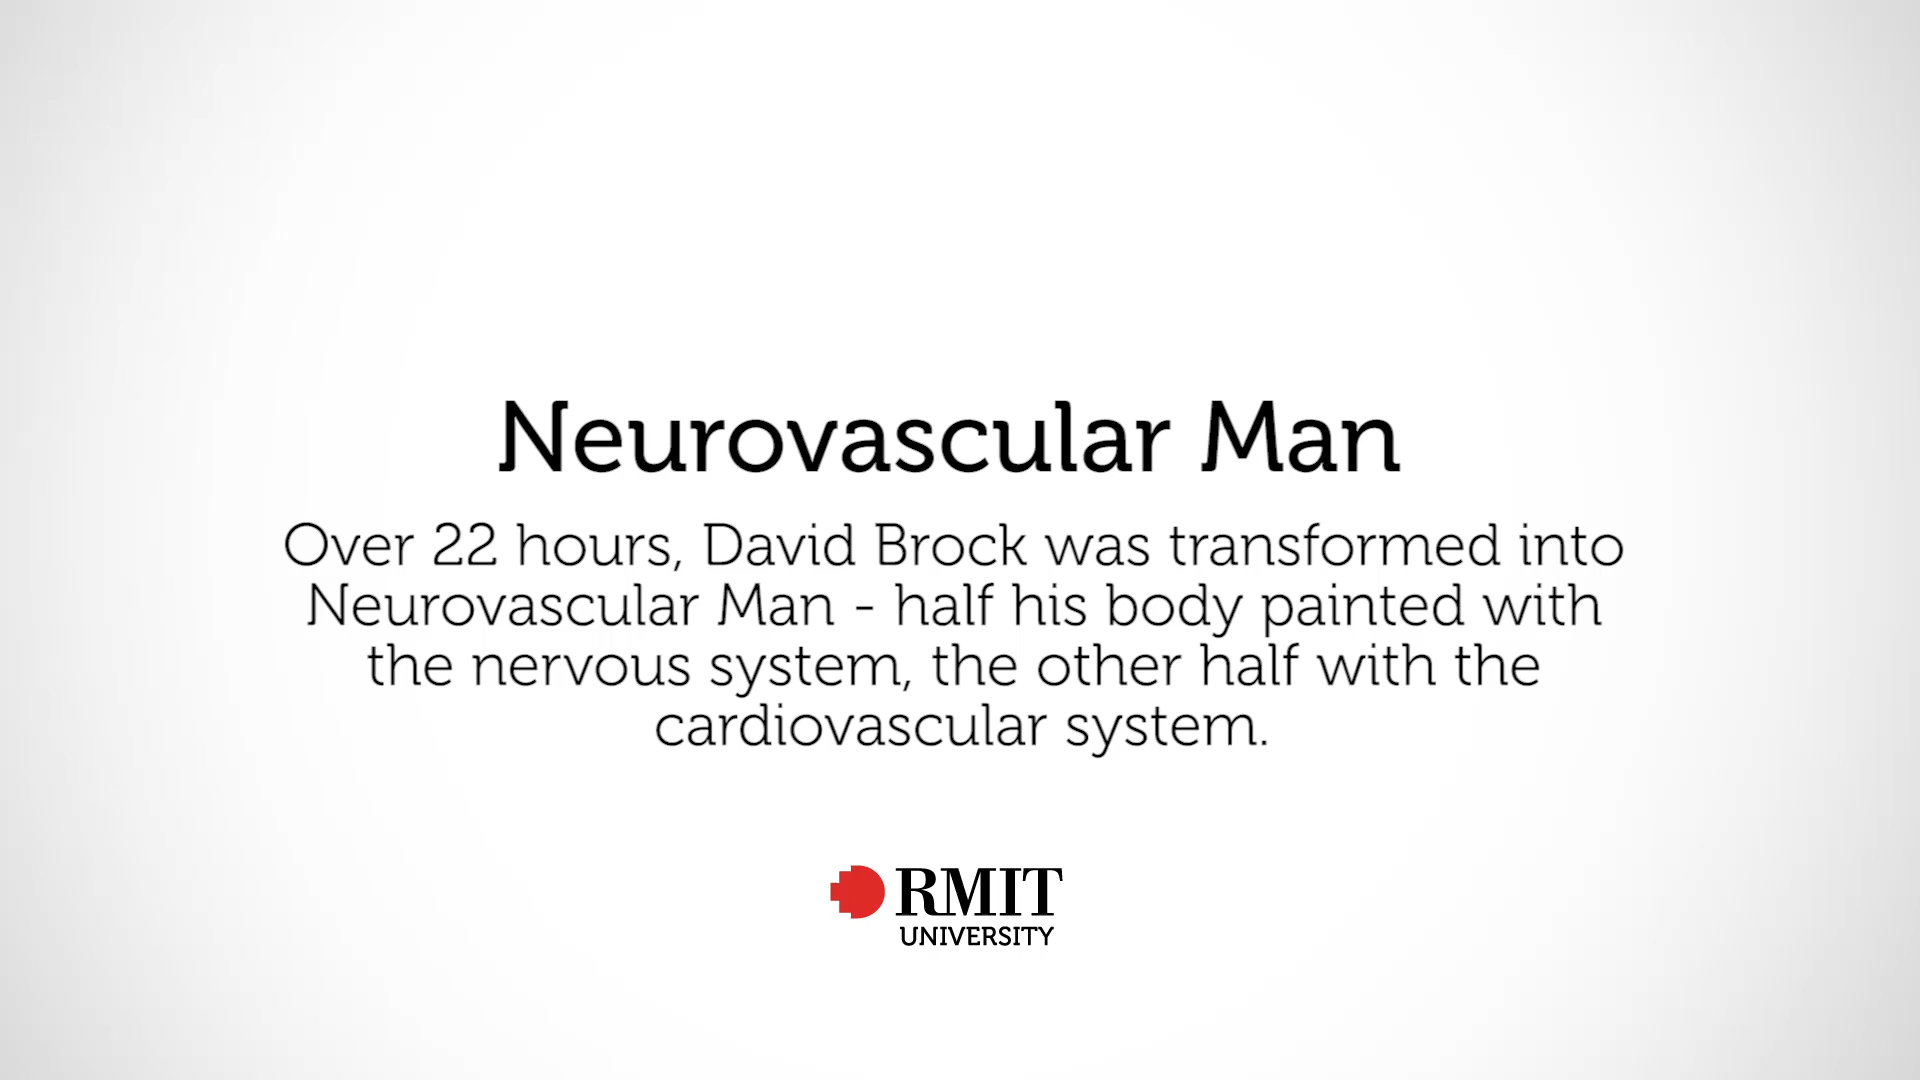 Neurovascular Man
Over 22 hours, David Brock was transformed into
Neurovascular Man - half his body painted with
the nervous system, the other half with the
cardiovascular system.
RMIT
UNIVERSITY